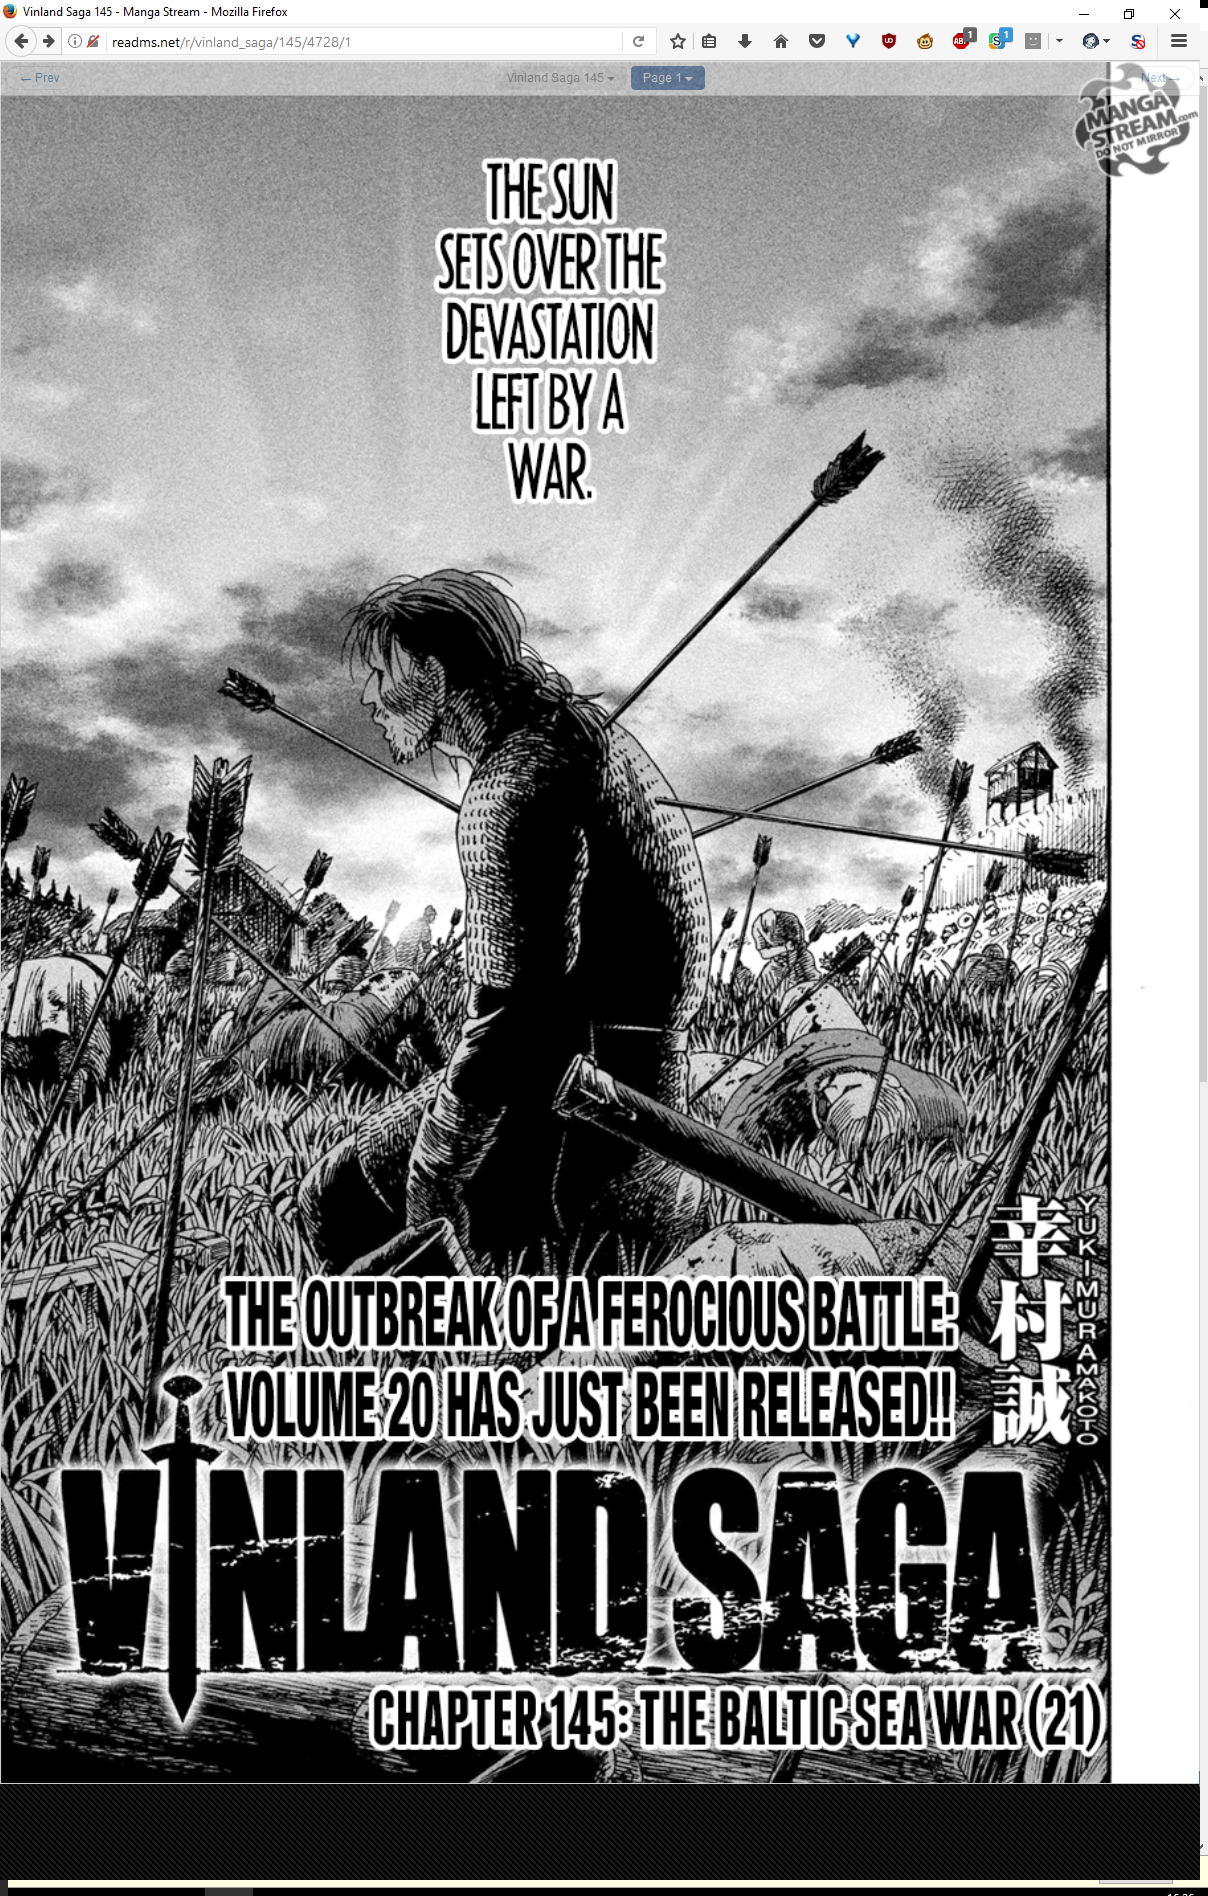 Vinland Saga 145 - Manga Stream - Mozilla Firefox
readms.net/r/vinland_saga/145/4728/1
1
1
← Prev
Vinland Saga 145
Page 1
Next →
MANGA
STREAM.com
DO NOT MIRROR
THE SUN
SETS OVER THE
DEVASTATION
LEFT BY A
WAR.
幸村誠
YUKIMURA MAKOTO
THE OUTBREAK OF A FEROCIOUS BATTLE:
VOLUME 20 HAS JUST BEEN RELEASED!!
VINLAND SAGA
CHAPTER 145: THE BALTIC SEA WAR (21)